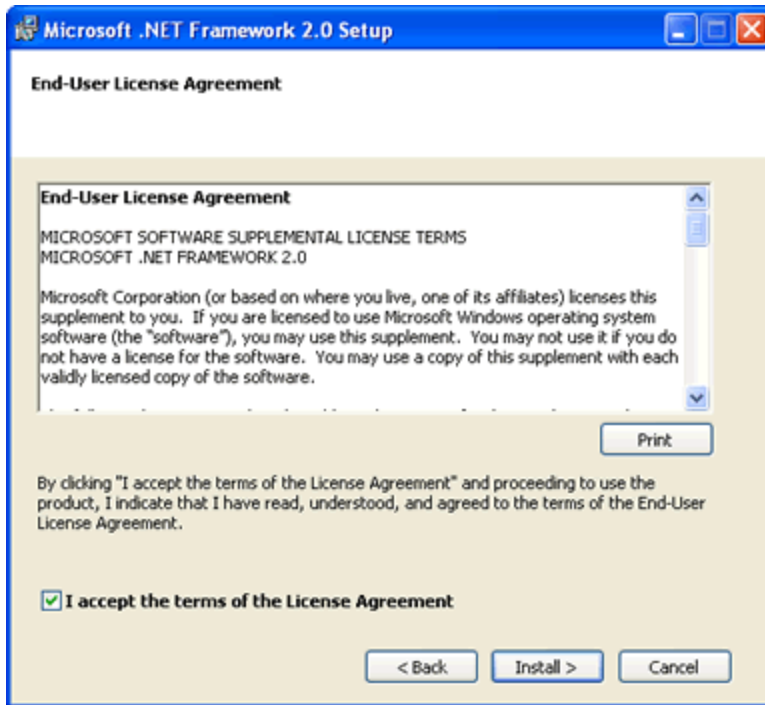 Microsoft .NET Framework 2.0 Setup
End-User License Agreement
End-User License Agreement
MICROSOFT SOFTWARE SUPPLEMENTAL LICENSE TERMS
MICROSOFT .NET FRAMEWORK 2.0
Microsoft Corporation (or based on where you live, one of its affiliates) licenses this
supplement to you.  If you are licensed to use Microsoft Windows operating system
software (the "software"), you may use this supplement.  You may not use it if you do
not have a license for the software.  You may use a copy of this supplement with each
validly licensed copy of the software.
Print
By clicking "I accept the terms of the License Agreement" and proceeding to use the
product, I indicate that I have read, understood, and agreed to the terms of the End-User
License Agreement.
I accept the terms of the License Agreement
< Back
Install >
Cancel